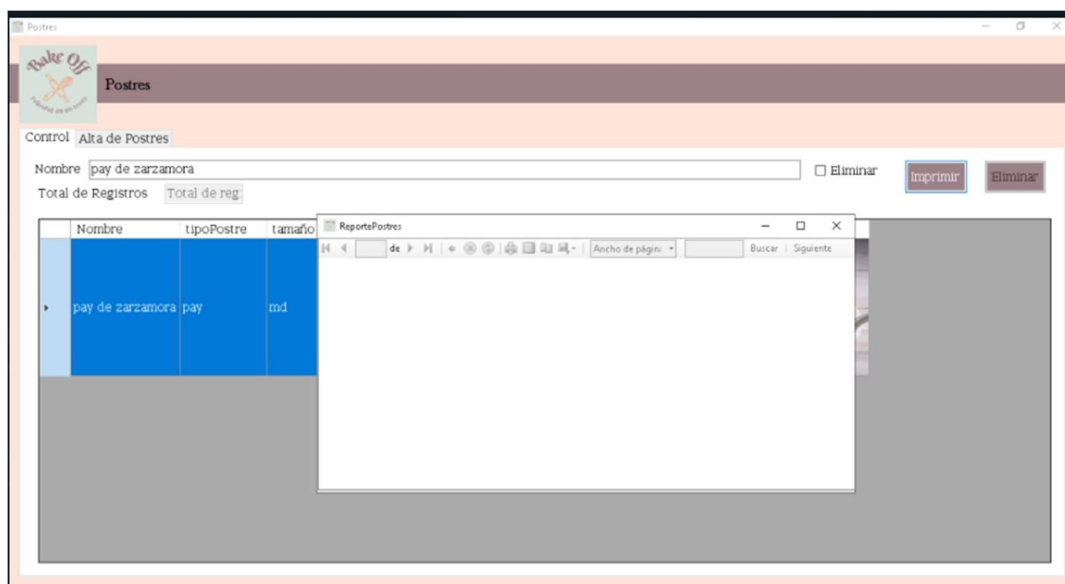 Postres
Bake Off
Postres
Control Alta de Postres
Nombre pay de zarzamora Eliminar Imprimir Eliminar
Total de Registros Total de reg
ReportePostres
Nombre tipoPostre tamaño
de Ancho de págin Buscar Siguiente
pay de zarzamora pay md